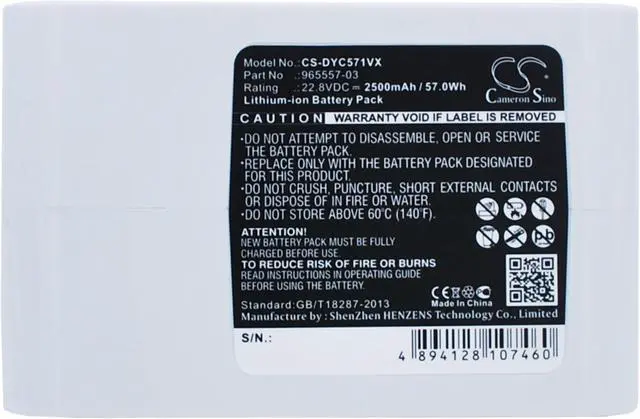 Model No.:CS-DYC571VX
Part No :965557-03
Rating :22.8VDC⎓ 2500mAh / 57.0Wh
Lithium-ion Battery Pack
CS
Cameron Sino
CAUTION WARRANTY VOID IF LABEL IS REMOVED
•DO NOT ATTEMPT TO DISASSEMBLE, OPEN OR SERVICE
THE BATTERY PACK.
•REPLACE ONLY WITH THE BATTERY PACK DESIGNATED
FOR THIS PRODUCT.
•DO NOT CRUSH, PUNCTURE, SHORT EXTERNAL CONTACTS
OR DISPOSE OF IN FIRE OR WATER.
•DO NOT STORE ABOVE 60°C (140°F).
ATTENTION!
NEW BATTERY PACK MUST BE FULLY
CHARGED BEFORE USE.
TO REDUCE RISK OF FIRE OR BURNS
READ INSTRUCTIONS IN OPERATING GUIDE
BEFORE USING THE BATTERY.
Pb
CE
Made In China
Standard:GB/T18287-2013
Manufacture by : ShenZhen HENZENS Technology Co., Limited
S/N.:
4 894128 107460